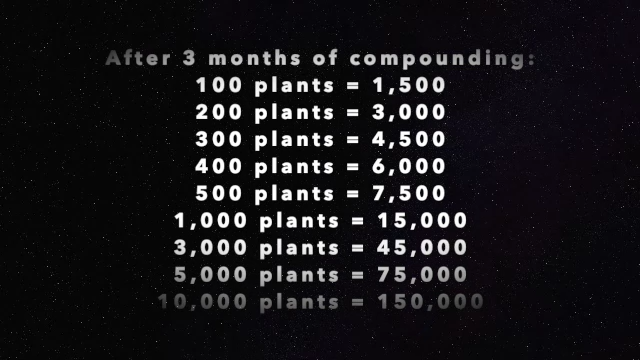 After 3 months of compounding:
100 plants = 1,500
200 plants = 3,000
300 plants = 4,500
400 plants = 6,000
500 plants = 7,500
1,000 plants = 15,000
3,000 plants = 45,000
5,000 plants = 75,000
10,000 plants = 150,000